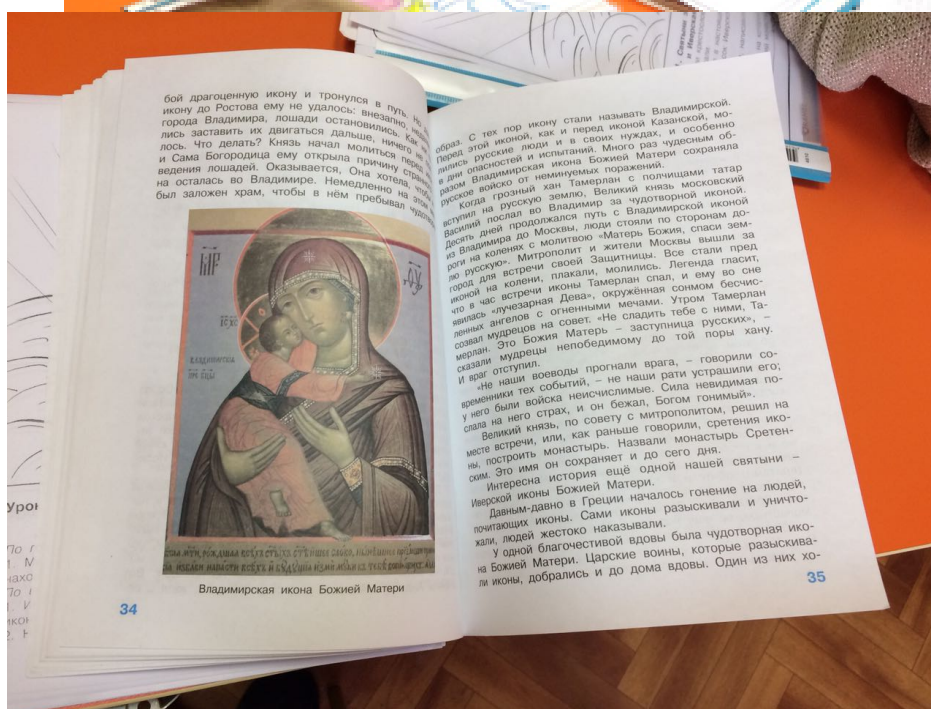 бой драгоценную икону и тронулся в путь. Но
икону до Ростова ему не удалось: внезапно,
города Владимира, лошади остановились. Как
лись заставить их двигаться дальше, ничего не
лось. Что делать? Князь начал молиться перед
и Сама Богородица ему открыла причину стран
ведения лошадей. Оказывается, Она хотела, чтобы
на осталась во Владимире. Немедленно на этом
был заложен храм, чтобы в нём пребывал чудот
ВЛАДИМИРСКІА
Владимирская икона Божией Матери
34
образ. С тех пор икону стали называть Владимирской.
Перед этой иконой, как и перед иконой Казанской, мо-
лились русские люди и в своих нуждах, и особенно
в дни опасностей и испытаний. Много раз чудесным об-
разом Владимирская икона Божией Матери сохраняла
русское войско от неминуемых поражений.
Когда грозный хан Тамерлан с полчищами татар
вступил на русскую землю, Великий князь московский
Василий послал во Владимир за чудотворной иконой.
Десять дней продолжался путь с Владимирской иконой
из Владимира до Москвы, люди стояли по сторонам до-
роги на коленях с молитвою «Матерь Божия, спаси зем-
лю русскую». Митрополит и жители Москвы вышли за
город для встречи своей Защитницы. Все стали пред
иконой на колени, плакали, молились. Легенда гласит,
что в час встречи иконы Тамерлан спал, и ему во сне
явилась «лучезарная Дева», окружённая сонмом бесчис-
ленных ангелов с огненными мечами. Утром Тамерлан
созвал мудрецов на совет. «Не сладить тебе с ними, Та-
мерлан. Это Божия Матерь – заступница русских», –
сказали мудрецы непобедимому до той поры хану.
И враг отступил.
«Не наши воеводы прогнали врага, – говорили со-
временники тех событий, – не наши рати устрашили его;
у него были войска неисчислимые. Сила невидимая по-
слала на него страх, и он бежал, Богом гонимый».
Великий князь, по совету с митрополитом, решил на
месте встречи, или, как раньше говорили, сретения ико-
ны, построить монастырь. Назвали монастырь Сретен-
ским. Это имя он сохраняет и до сего дня.
Интересна история ещё одной нашей святыни –
Иверской иконы Божией Матери.
Давным-давно в Греции началось гонение на людей,
почитающих иконы. Сами иконы разыскивали и уничто-
жали, людей жестоко наказывали.
У одной благочестивой вдовы была чудотворная ико-
на Божией Матери. Царские воины, которые разыскива-
ли иконы, добрались и до дома вдовы. Один из них хо-
35